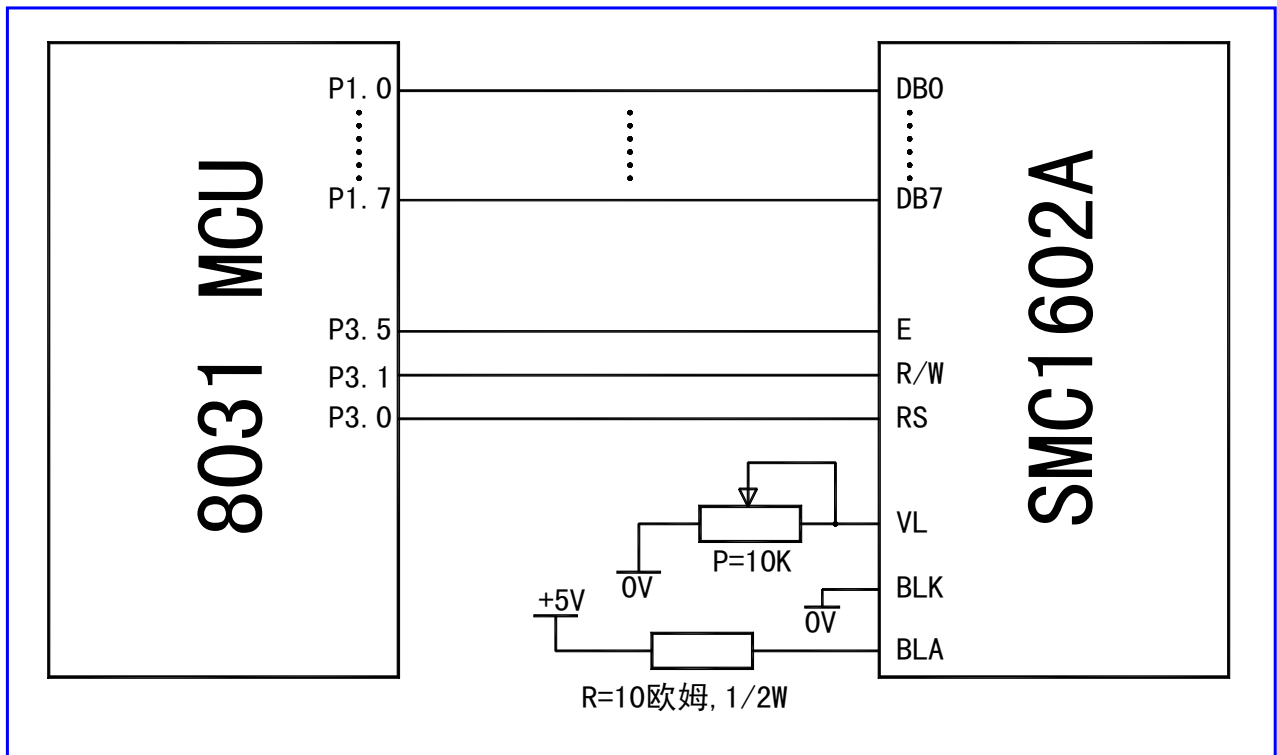 8031 MCU
P1.0
P1.7
P3.5
P3.1
P3.0
SMC1602A
DB0
DB7
E
R/W
RS
VL
BLK
BLA
P=10K
0V
0V
+5V
R=10欧姆,1/2W